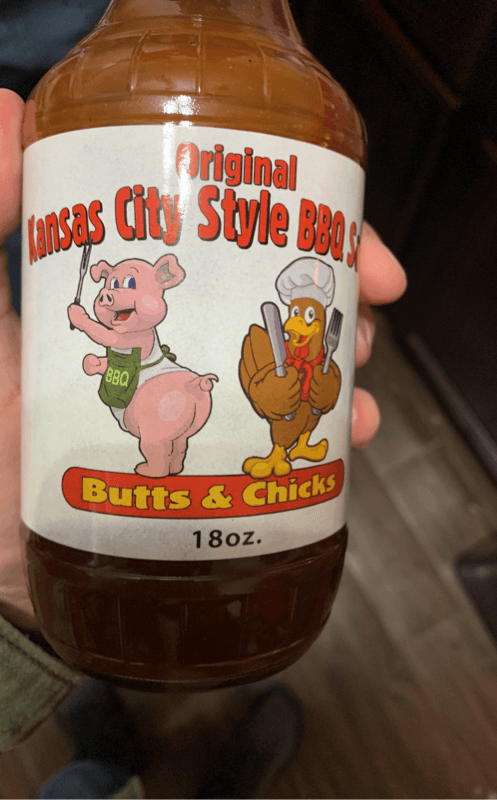 Original
Kansas City Style BBQ
BBQ
Butts & Chicks
18oz.